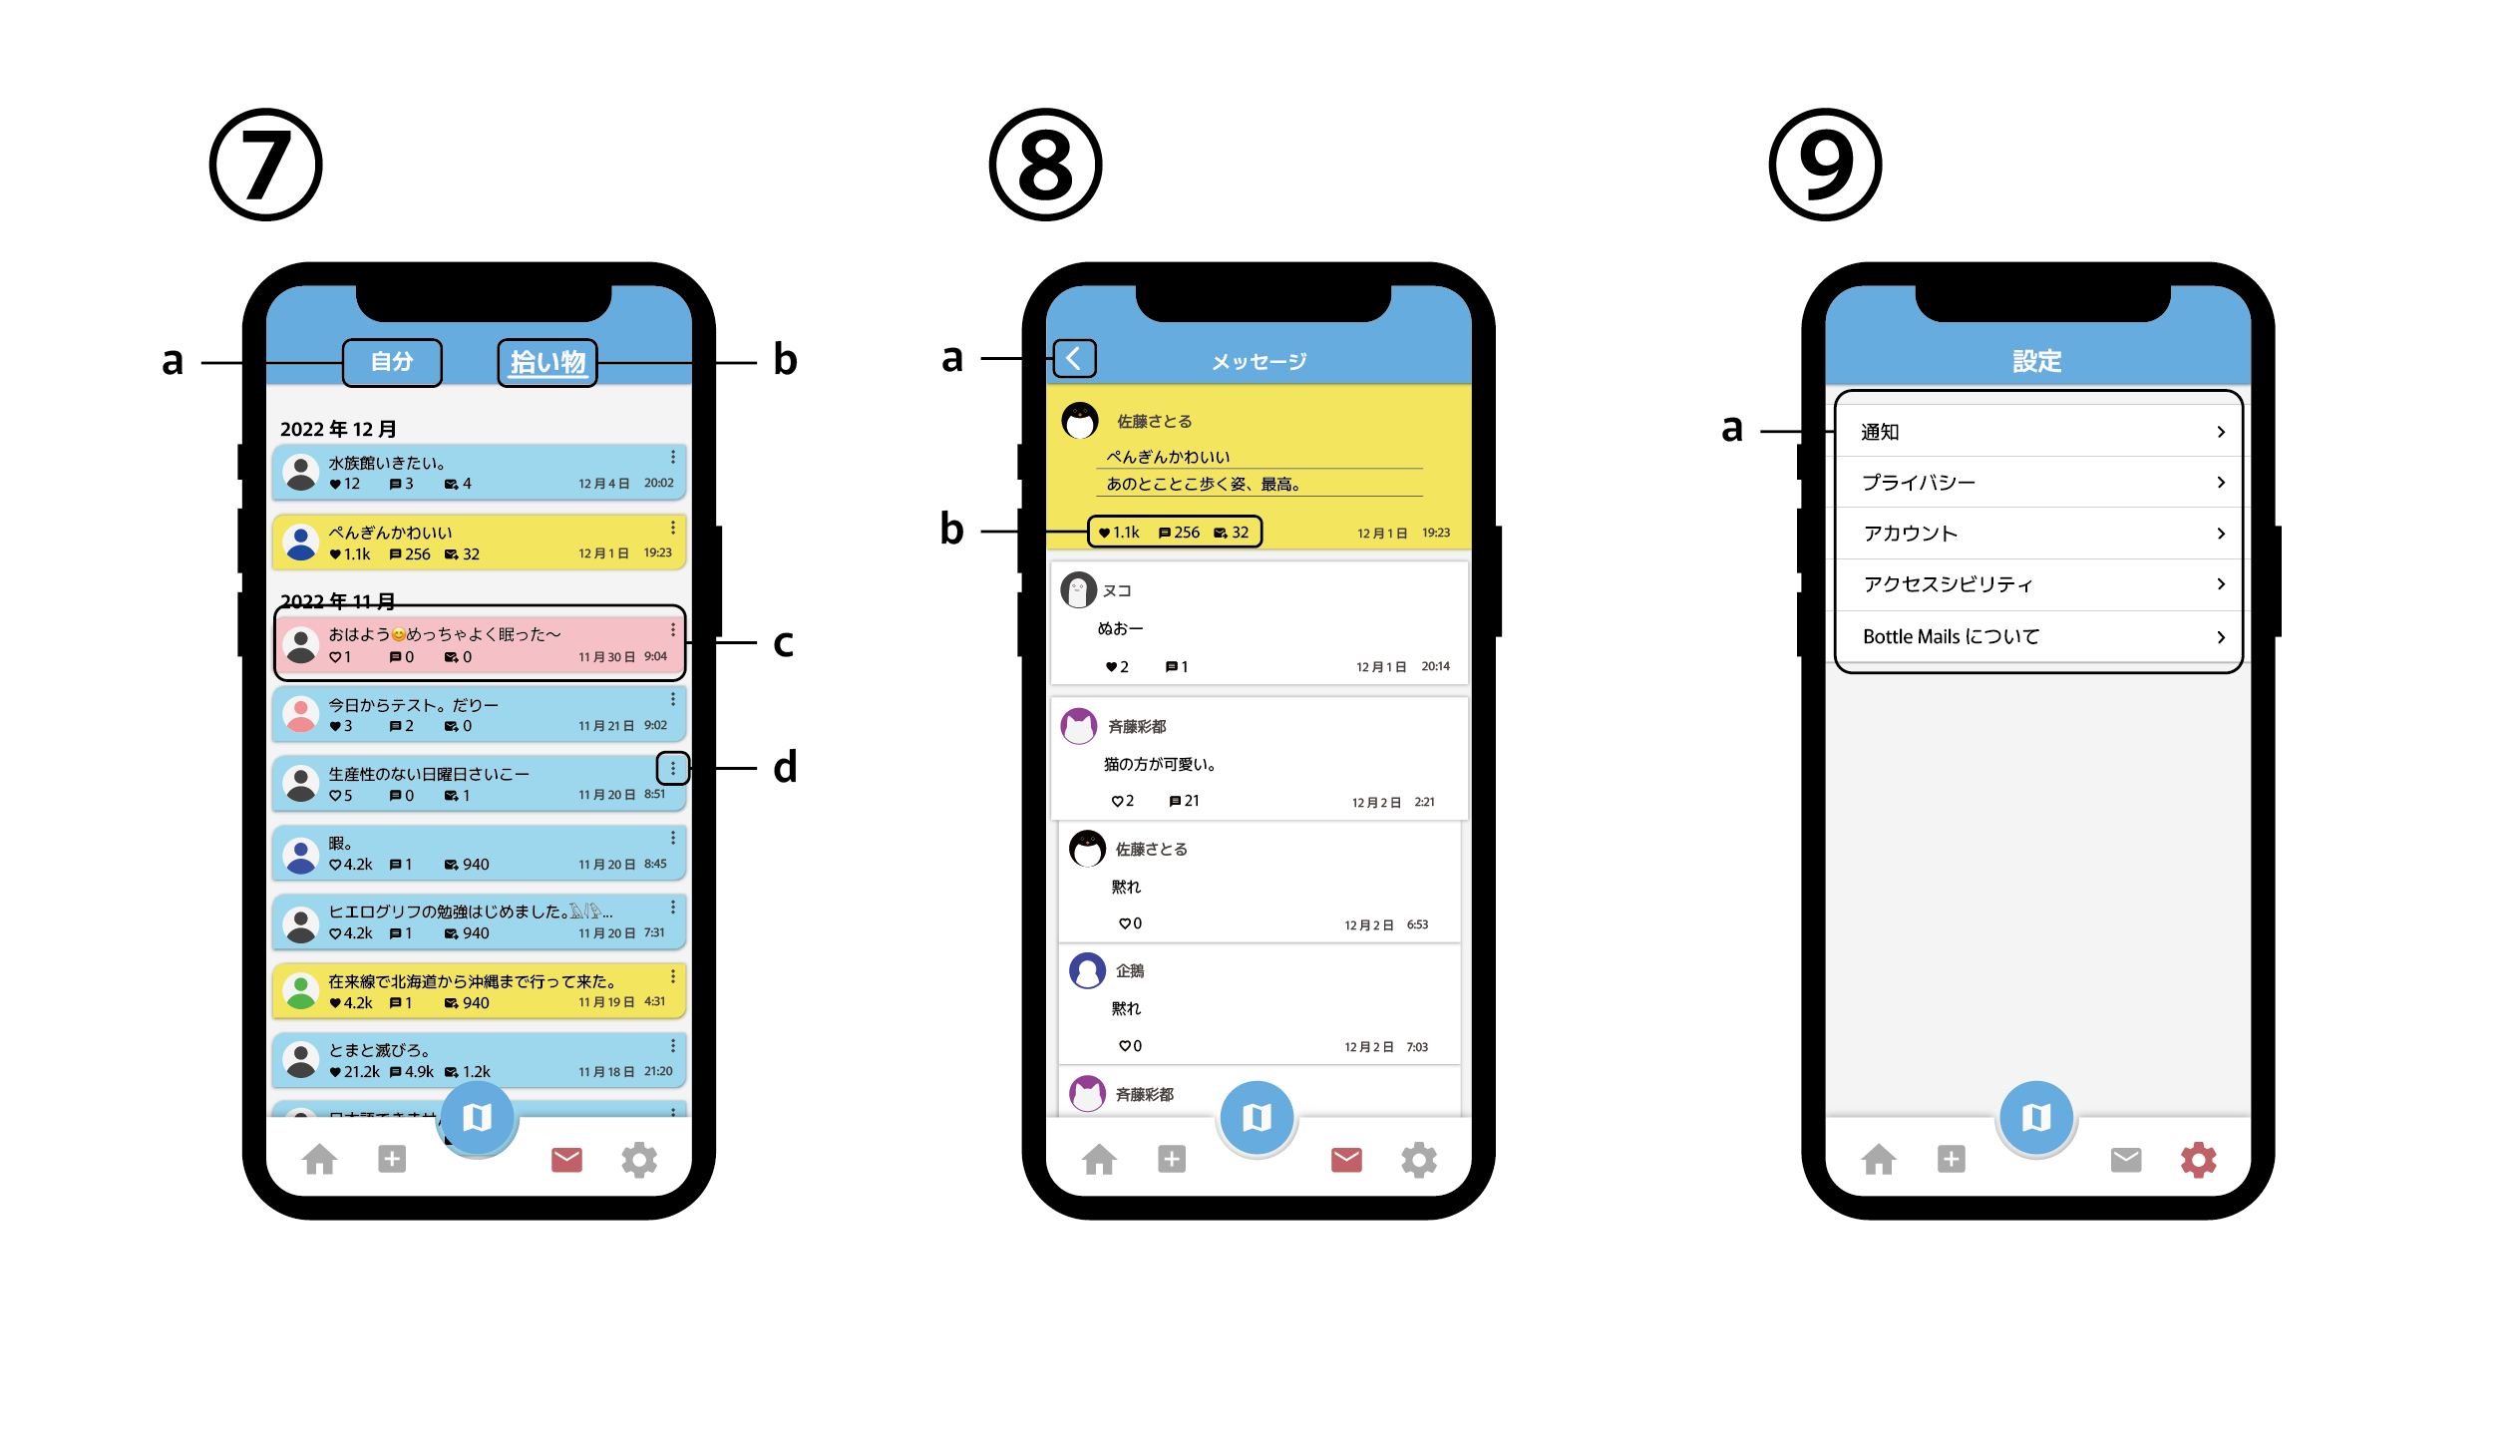 ⑦
a
自分
拾い物
b
2022 年 12 月
水族館いきたい。
12 3 4 12 月 4 日 20:02
ぺんぎんかわいい
1.1k 256 32 12 月 1 日 19:23
2022 年 11 月
おはよう😊めっちゃよく眠った〜
1 0 0 11 月 30 日 9:04
c
今日からテスト。だりー
3 2 0 11 月 21 日 9:02
d
生産性のない日曜日さいこー
5 0 1 11 月 20 日 8:51
暇。
4.2k 1 940 11 月 20 日 8:45
ヒエログリフの勉強はじめました。...
4.2k 1 940 11 月 20 日 7:31
在来線で北海道から沖縄まで行って来た。
4.2k 1 940 11 月 19 日 4:31
とまと滅びろ。
21.2k 4.9k 1.2k 11 月 18 日 21:20
⑧
a
メッセージ
佐藤さとる
ぺんぎんかわいい
あのとことこ歩く姿、最高。
b
1.1k 256 32 12 月 1 日 19:23
ヌコ
ぬおー
2 1 12 月 1 日 20:14
斉藤彩都
猫の方が可愛い。
2 21 12 月 2 日 2:21
佐藤さとる
黙れ
0 12 月 2 日 6:53
企鵝
黙れ
0 12 月 2 日 7:03
斉藤彩都
⑨
設定
a
通知
プライバシー
アカウント
アクセスシビリティ
Bottle Mails について